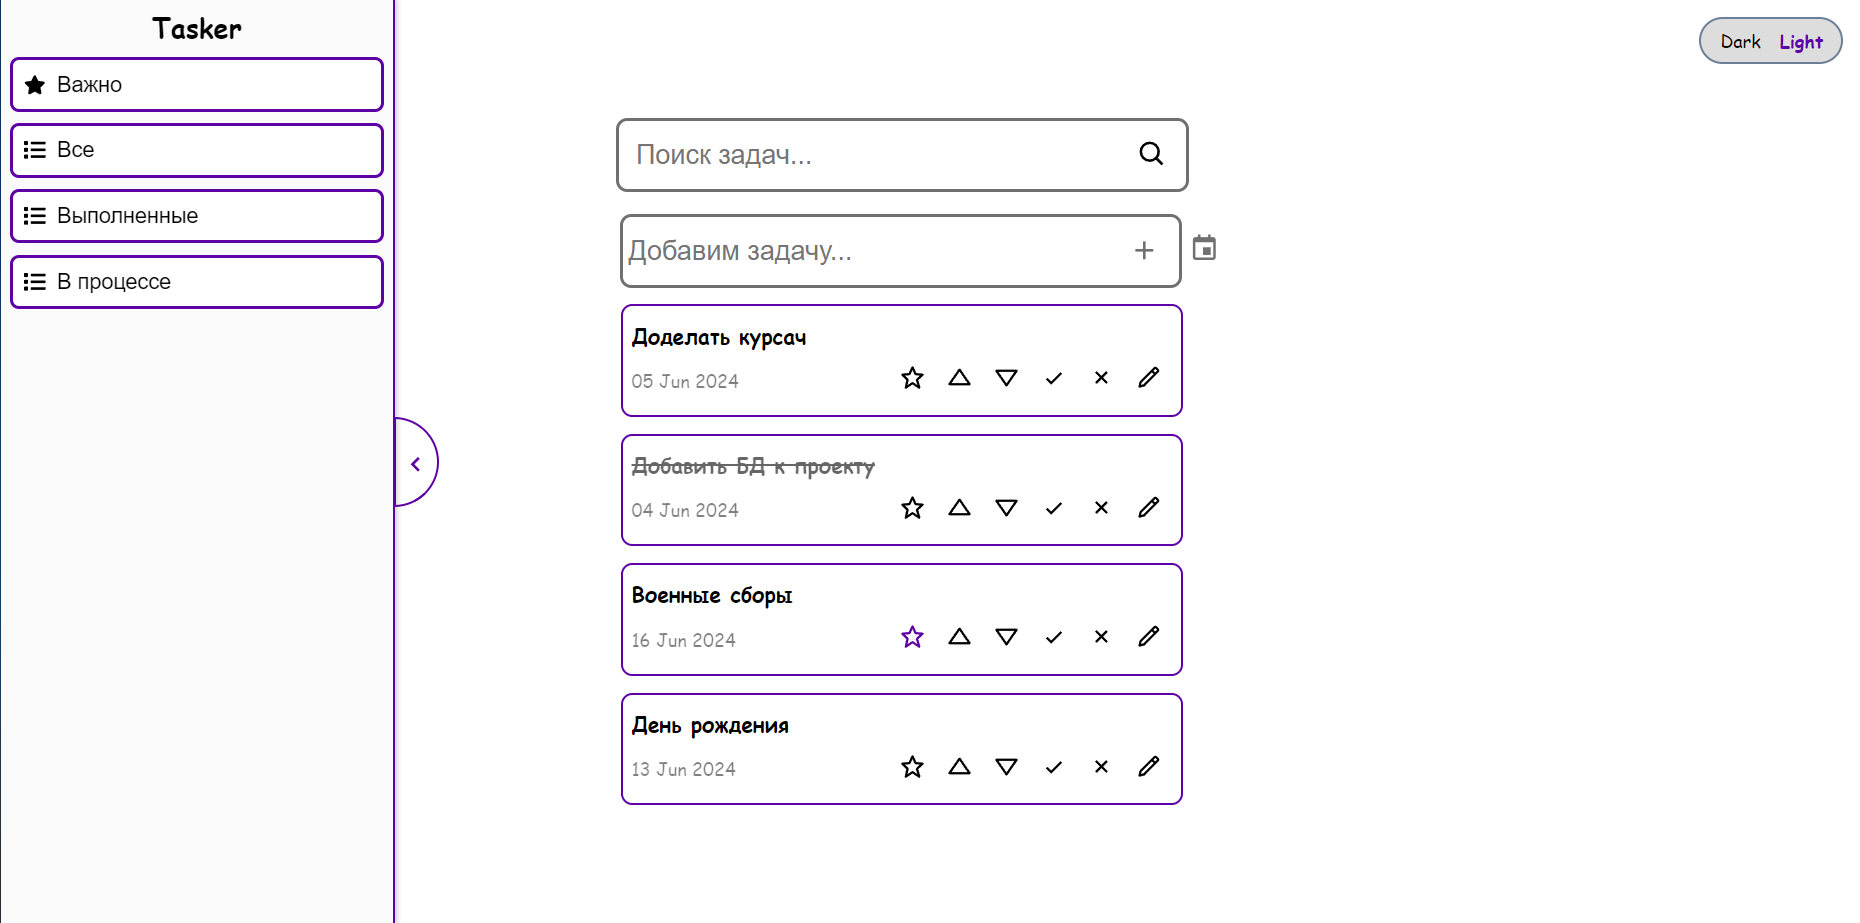 Tasker
Важно
Все
Выполненные
В процессе
Dark Light
Поиск задач...
Добавим задачу...
Доделать курсач
05 Jun 2024
Добавить БД к проекту
04 Jun 2024
Военные сборы
16 Jun 2024
День рождения
13 Jun 2024